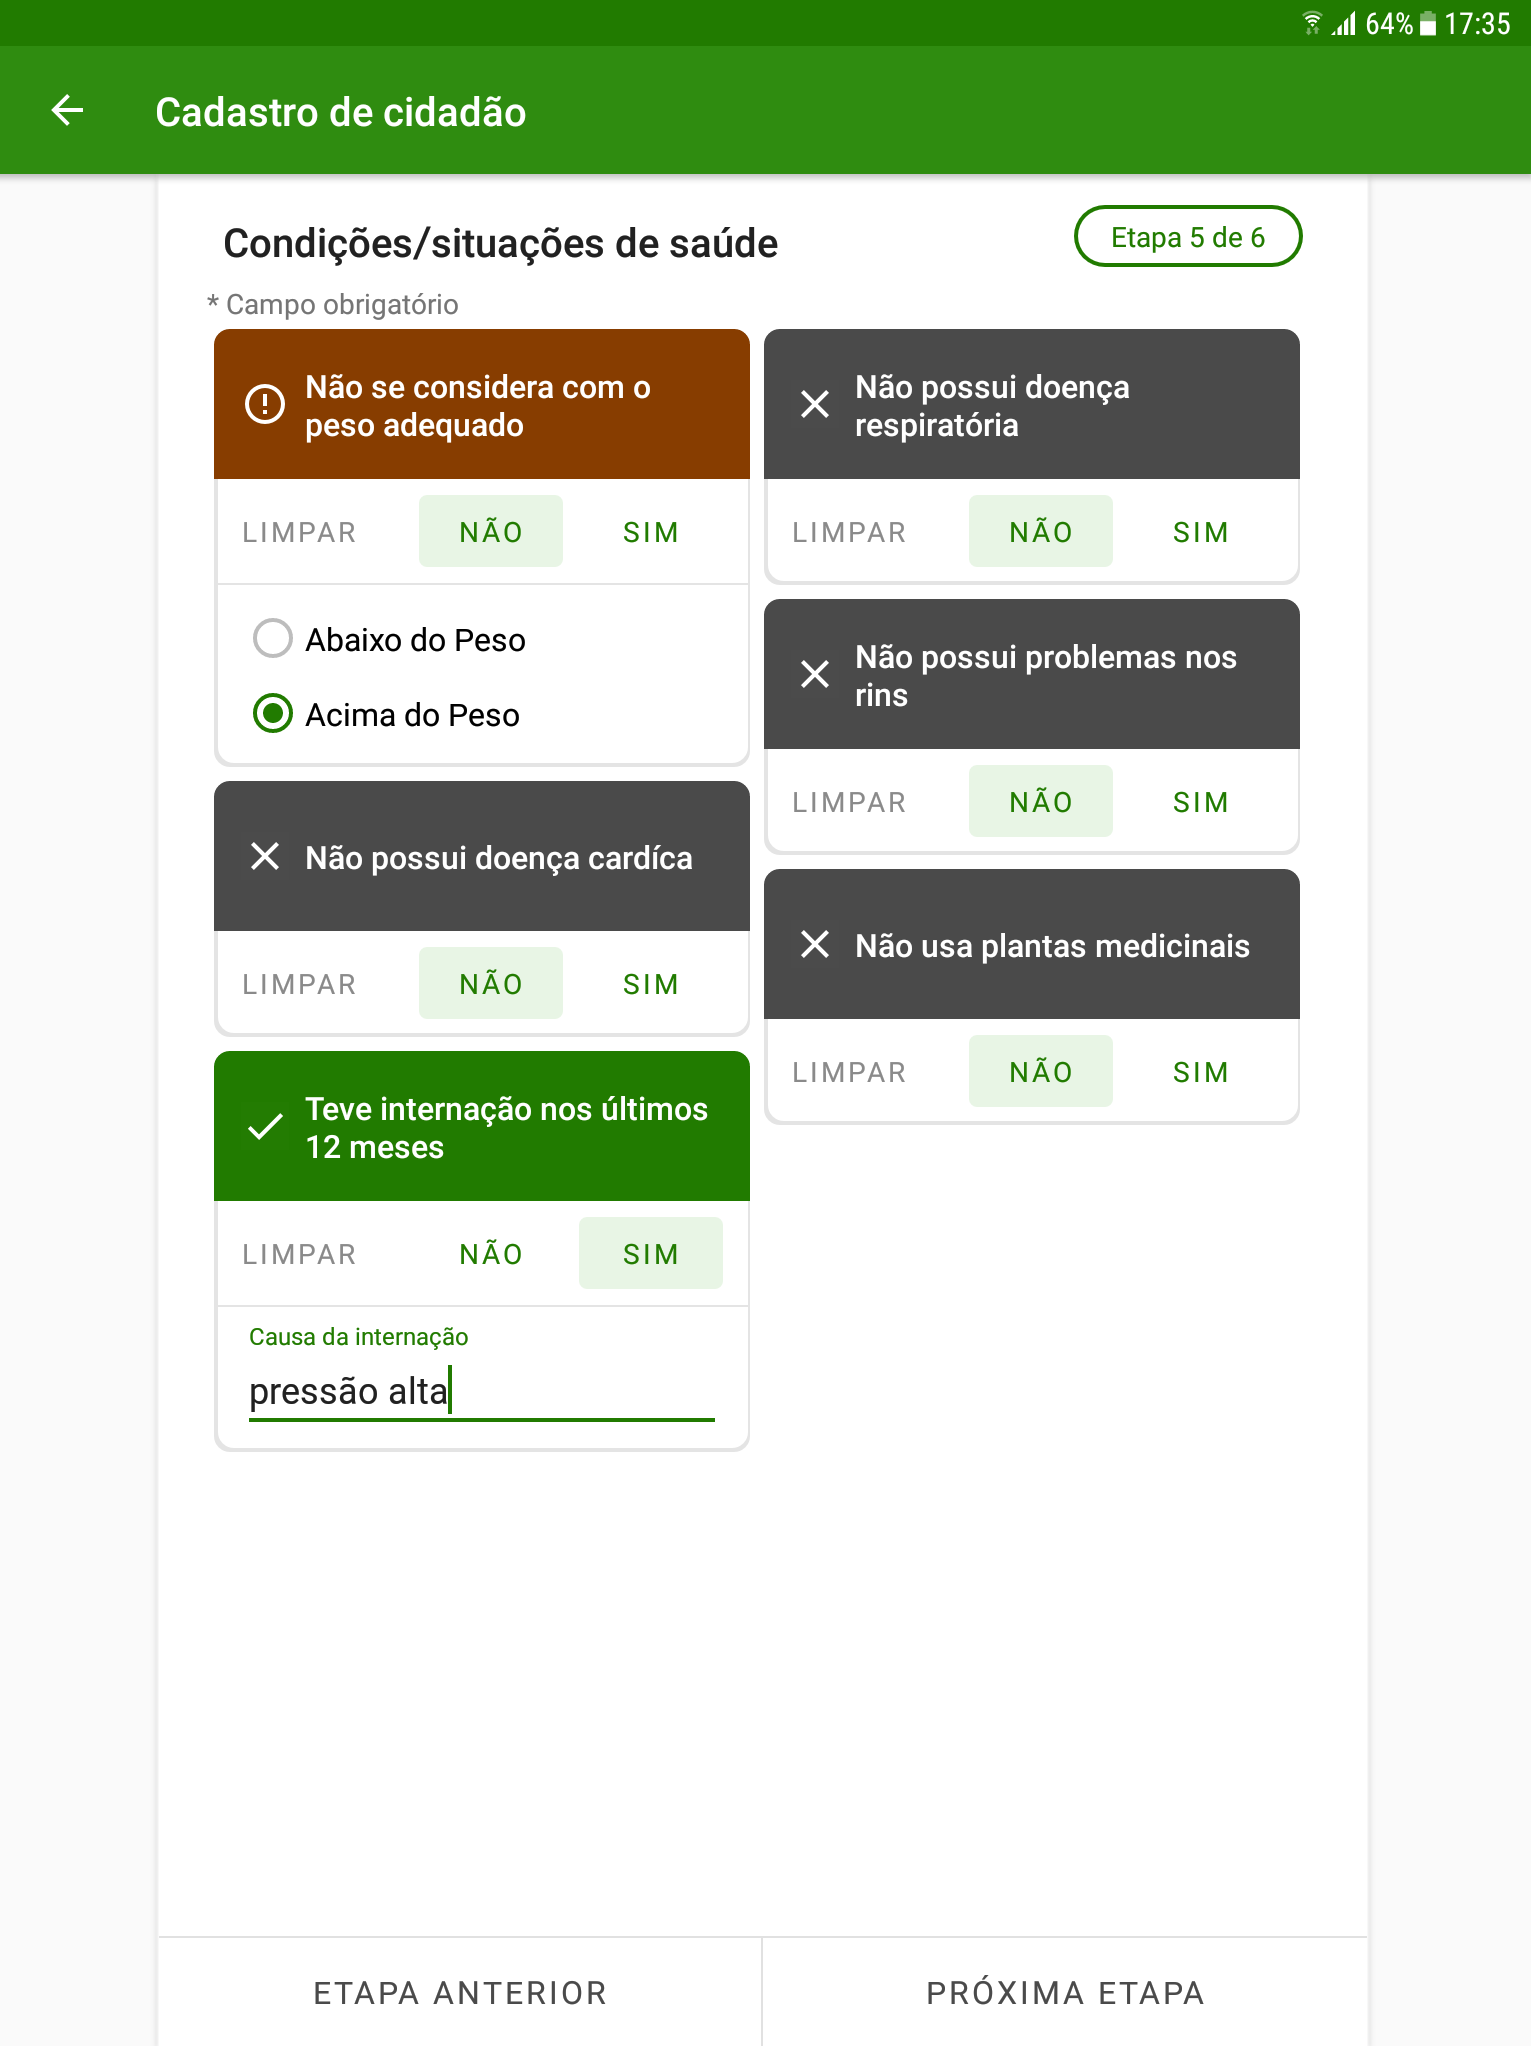 64% 17:35
Cadastro de cidadão
Condições/situações de saúde
Etapa 5 de 6
* Campo obrigatório
Não se considera com o
peso adequado
LIMPAR NÃO SIM
Abaixo do Peso
Acima do Peso
Não possui doença cardíca
LIMPAR NÃO SIM
Teve internação nos últimos
12 meses
LIMPAR NÃO SIM
Causa da internação
pressão alta
Não possui doença
respiratória
LIMPAR NÃO SIM
Não possui problemas nos
rins
LIMPAR NÃO SIM
Não usa plantas medicinais
LIMPAR NÃO SIM
ETAPA ANTERIOR
PRÓXIMA ETAPA